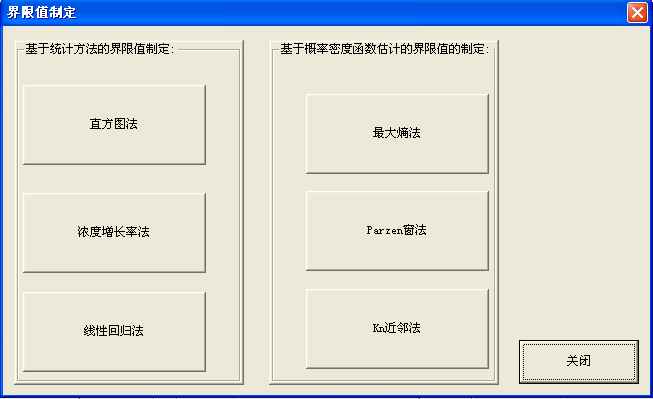 界限值制定
基于统计方法的界限值制定:
直方图法
浓度增长率法
线性回归法
基于概率密度函数估计的界限值的制定:
最大熵法
Parzen窗法
Kn近邻法
关闭